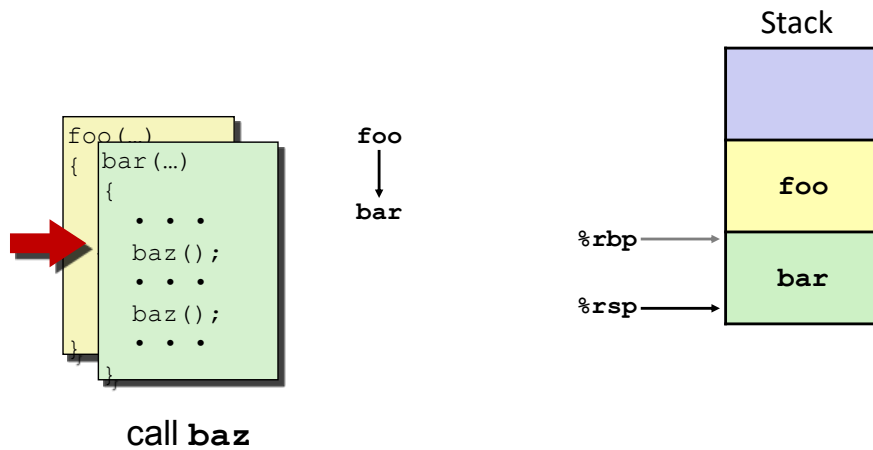 Stack
foo(…)
{
}
bar(…)
{
• • •
baz();
• • •
baz();
• • •
}
foo
bar
foo
%rbp
bar
%rsp
call baz